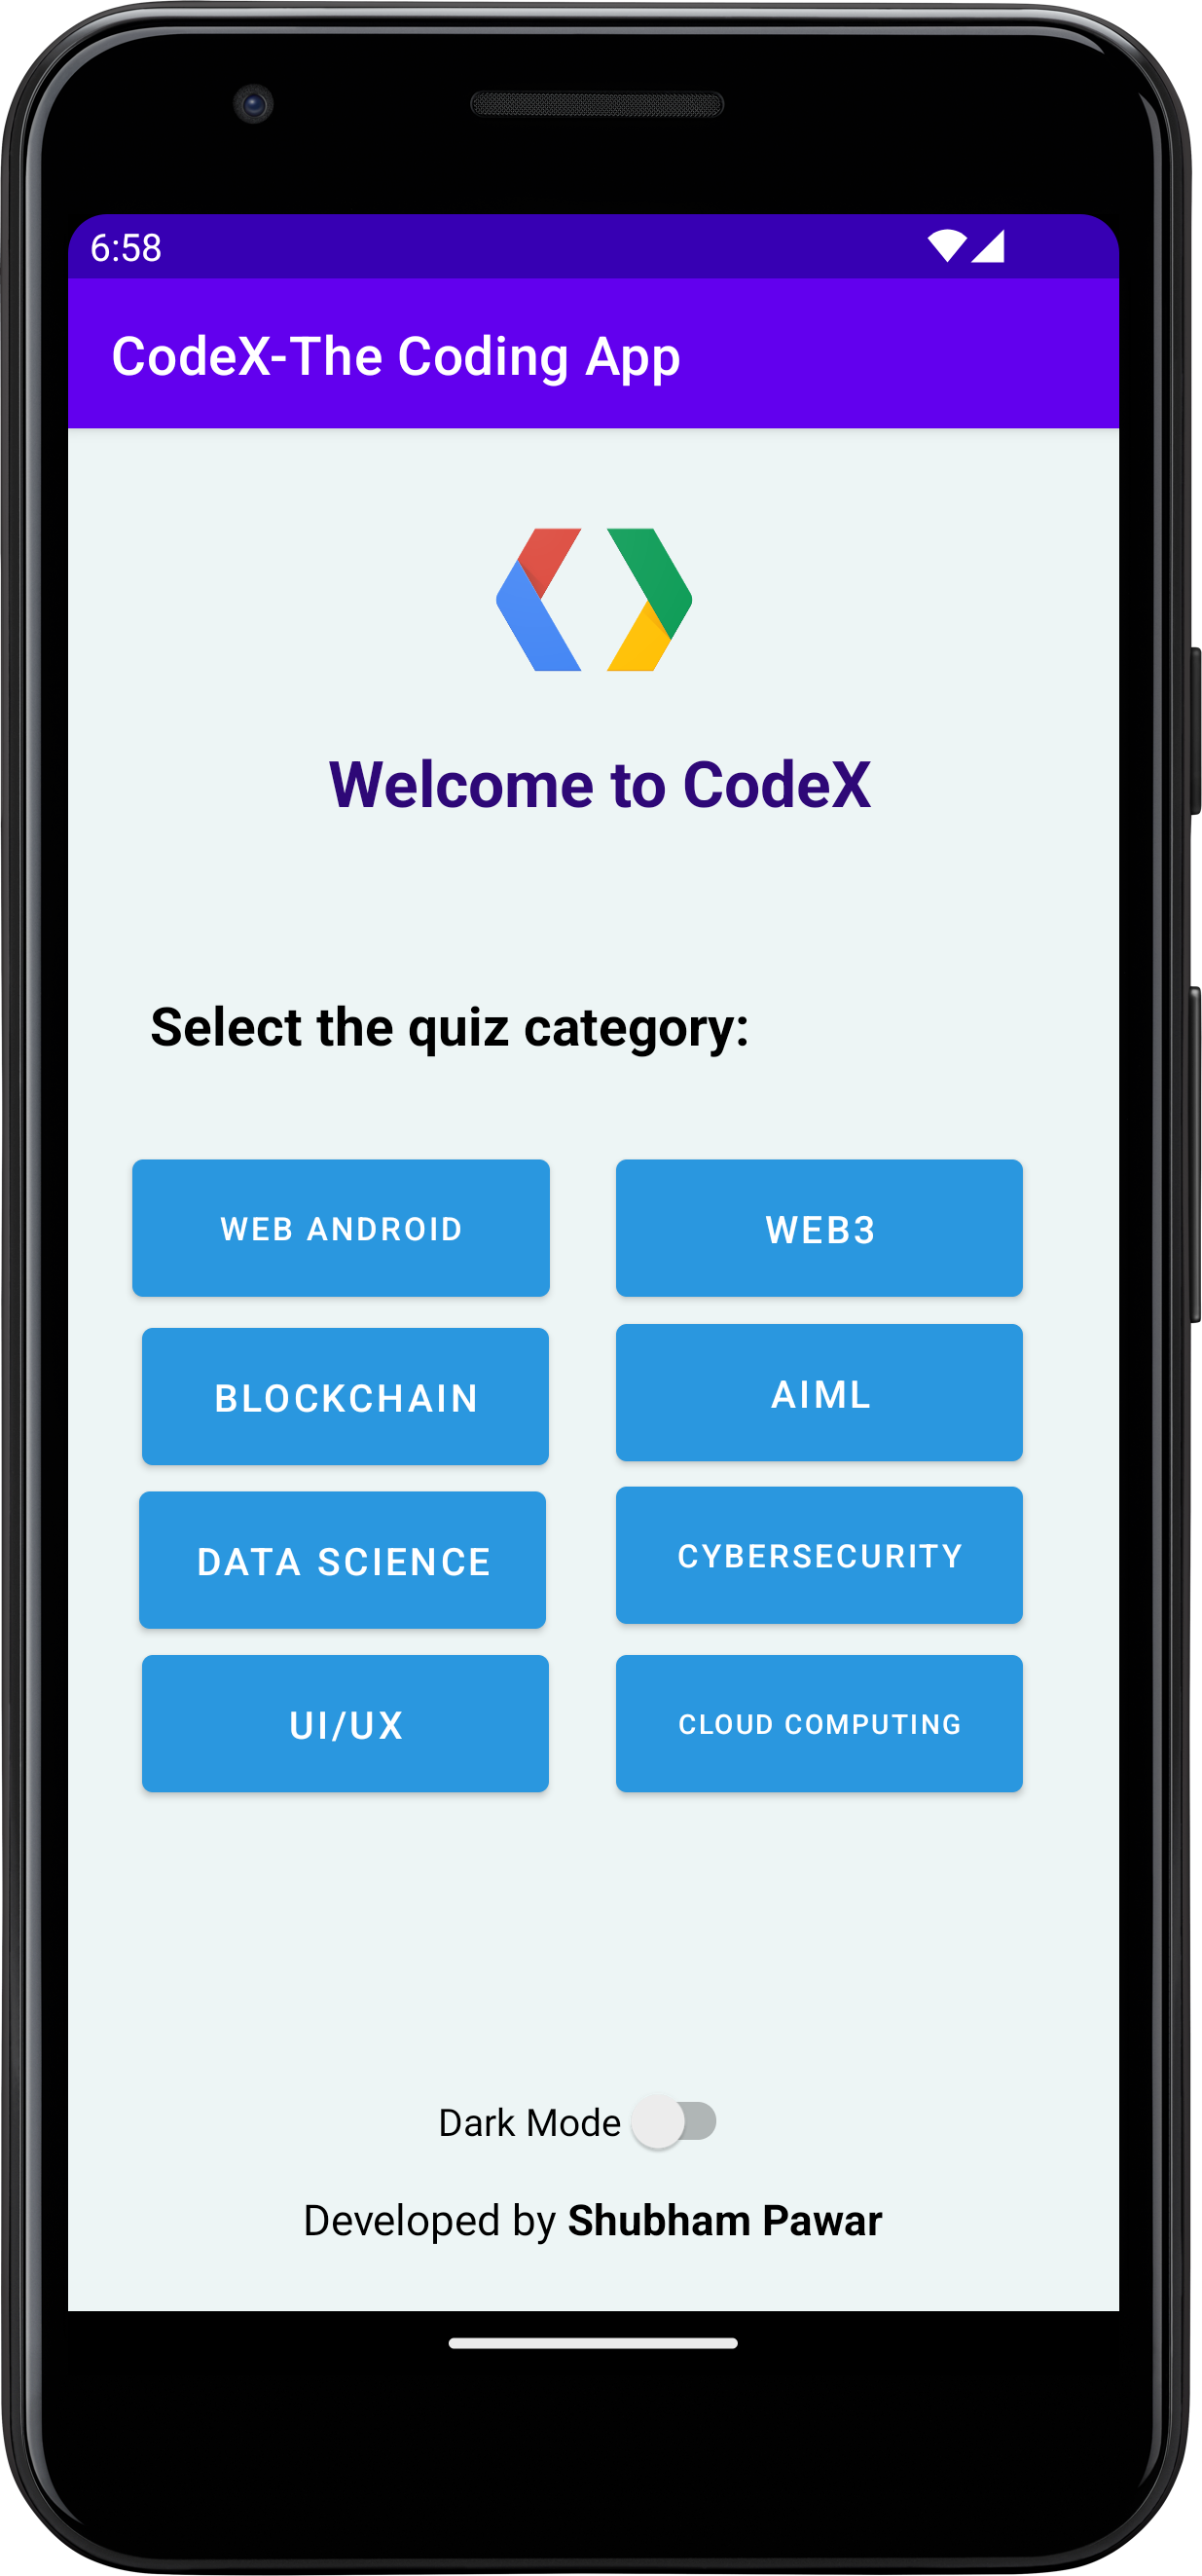 6:58
CodeX-The Coding App
Welcome to CodeX
Select the quiz category:
WEB ANDROID
WEB3
BLOCKCHAIN
AIML
DATA SCIENCE
CYBERSECURITY
UI/UX
CLOUD COMPUTING
Dark Mode
Developed by Shubham Pawar